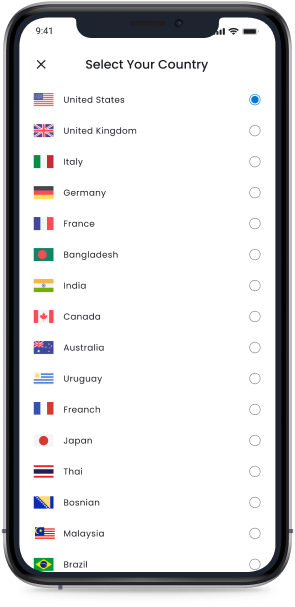 9:41
Select Your Country
United States
United Kingdom
Italy
Germany
France
Bangladesh
India
Canada
Australia
Uruguay
Freanch
Japan
Thai
Bosnian
Malaysia
Brazil